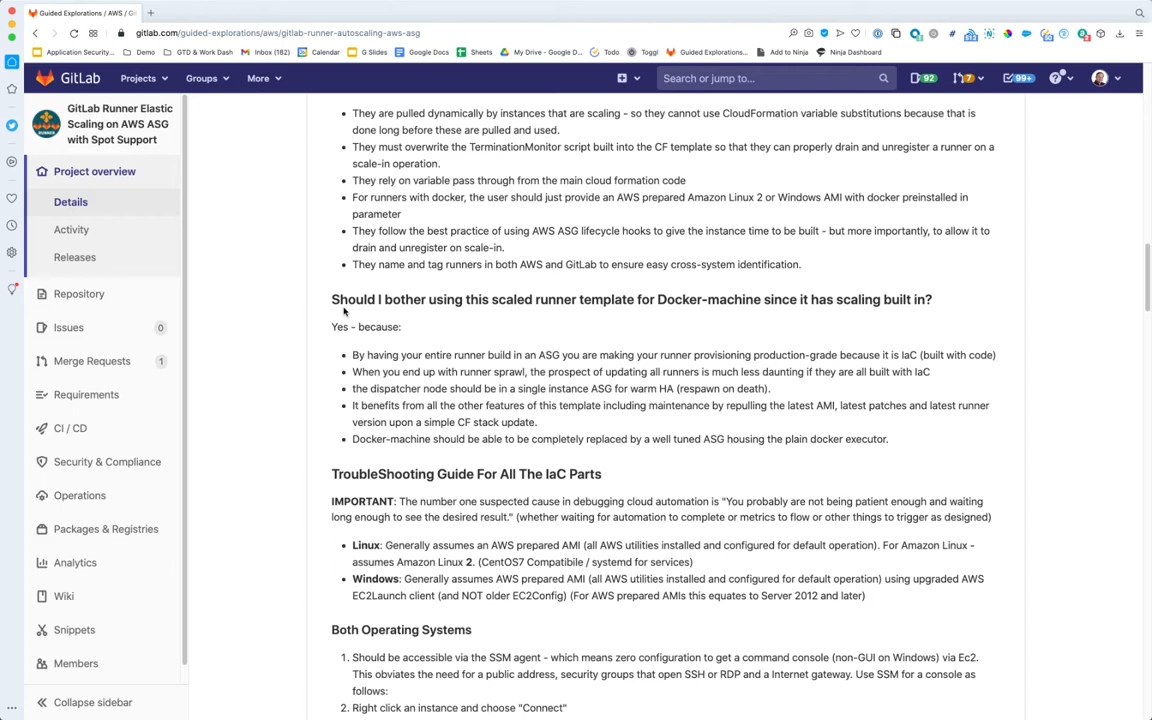 Guided Explorations / AWS / Gi
gitlab.com/guided-explorations/aws/gitlab-runner-autoscaling-aws-asg
Application Security... Demo GTD & Work Dash Inbox (182) Calendar G Slides Google Docs Sheets My Drive - Google D... Todo Toggl Guided Explorations... Add to Ninja Ninja Dashboard
GitLab Projects Groups More Search or jump to... 92 7 99+
GitLab Runner Elastic
Scaling on AWS ASG
with Spot Support
Project overview
Details
Activity
Releases
Repository
Issues 0
Merge Requests 1
Requirements
CI / CD
Security & Compliance
Operations
Packages & Registries
Analytics
Wiki
Snippets
Members
Collapse sidebar
They are pulled dynamically by instances that are scaling - so they cannot use CloudFormation variable substitutions because that is
done long before these are pulled and used.
They must overwrite the TerminationMonitor script built into the CF template so that they can properly drain and unregister a runner on a
scale-in operation.
They rely on variable pass through from the main cloud formation code
For runners with docker, the user should just provide an AWS prepared Amazon Linux 2 or Windows AMI with docker preinstalled in
parameter
They follow the best practice of using AWS ASG lifecycle hooks to give the instance time to be built - but more importantly, to allow it to
drain and unregister on scale-in.
They name and tag runners in both AWS and GitLab to ensure easy cross-system identification.
Should I bother using this scaled runner template for Docker-machine since it has scaling built in?
Yes - because:
By having your entire runner build in an ASG you are making your runner provisioning production-grade because it is IaC (built with code)
When you end up with runner sprawl, the prospect of updating all runners is much less daunting if they are all built with IaC
the dispatcher node should be in a single instance ASG for warm HA (respawn on death).
It benefits from all the other features of this template including maintenance by repulling the latest AMI, latest patches and latest runner
version upon a simple CF stack update.
Docker-machine should be able to be completely replaced by a well tuned ASG housing the plain docker executor.
TroubleShooting Guide For All The IaC Parts
IMPORTANT: The number one suspected cause in debugging cloud automation is "You probably are not being patient enough and waiting
long enough to see the desired result." (whether waiting for automation to complete or metrics to flow or other things to trigger as designed)
Linux: Generally assumes an AWS prepared AMI (all AWS utilities installed and configured for default operation). For Amazon Linux -
assumes Amazon Linux 2. (CentOS7 Compatibile / systemd for services)
Windows: Generally assumes AWS prepared AMI (all AWS utilities installed and configured for default operation) using upgraded AWS
EC2Launch client (and NOT older EC2Config) (For AWS prepared AMIs this equates to Server 2012 and later)
Both Operating Systems
1. Should be accessible via the SSM agent - which means zero configuration to get a command console (non-GUI on Windows) via Ec2.
This obviates the need for a public address, security groups that open SSH or RDP and a Internet gateway. Use SSM for a console as
follows:
2. Right click an instance and choose "Connect"